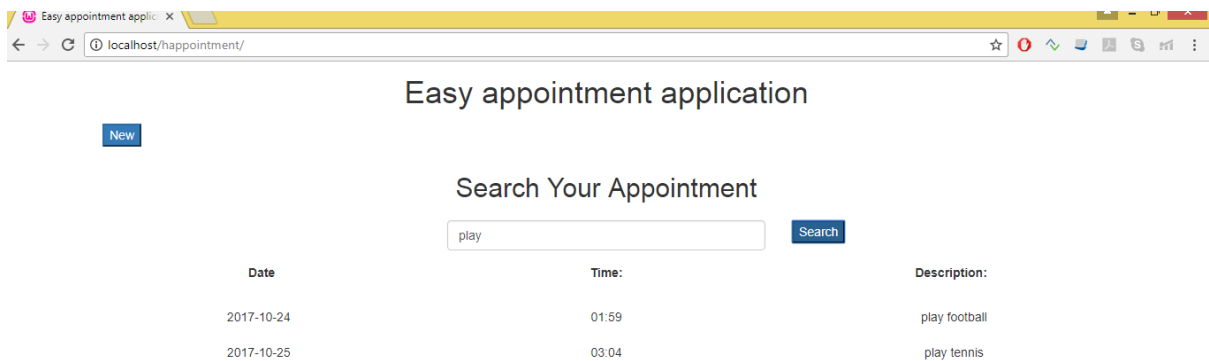 Easy appointment applic
localhost/happointment/
Easy appointment application
New
Search Your Appointment
play Search
Date Time: Description:
2017-10-24 01:59 play football
2017-10-25 03:04 play tennis